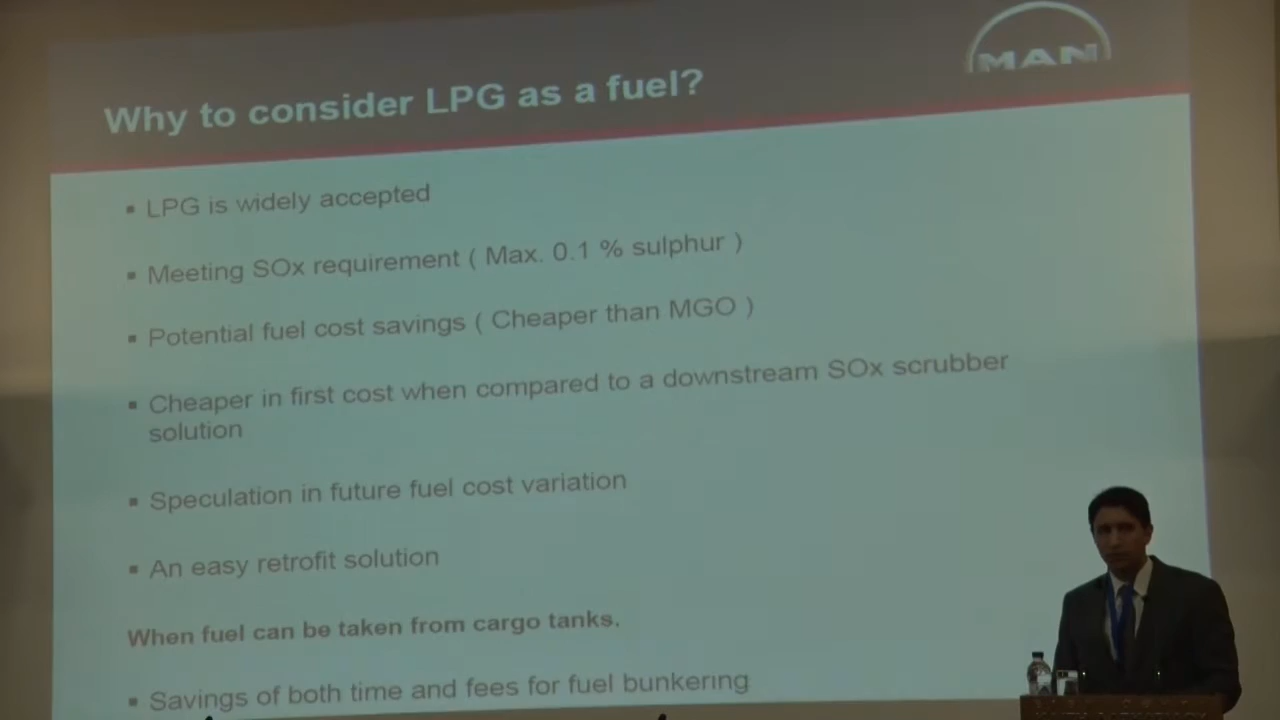 MAN
Why to consider LPG as a fuel?
▪ LPG is widely accepted
▪ Meeting SOx requirement ( Max. 0.1 % sulphur )
▪ Potential fuel cost savings ( Cheaper than MGO )
▪ Cheaper in first cost when compared to a downstream SOx scrubber
solution
▪ Speculation in future fuel cost variation
▪ An easy retrofit solution
When fuel can be taken from cargo tanks.
▪ Savings of both time and fees for fuel bunkering